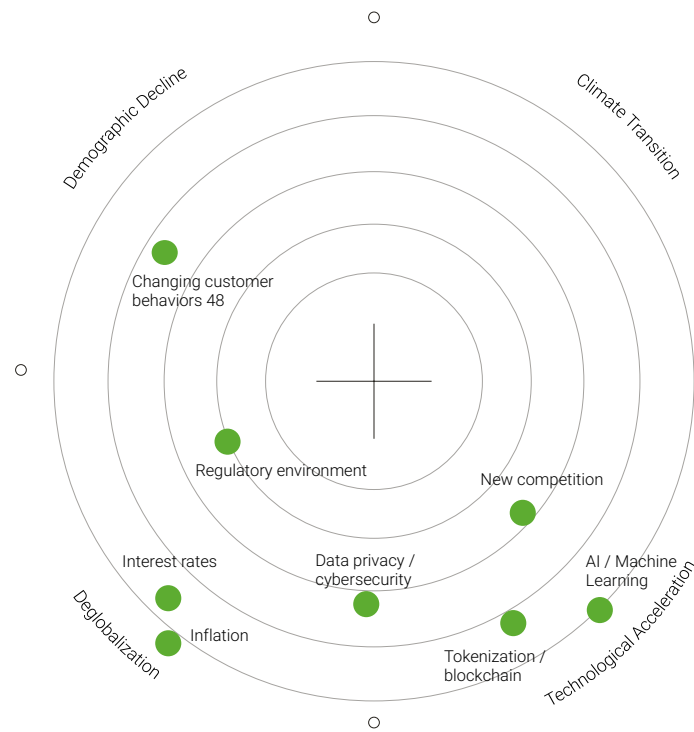 Demographic Decline
Climate Transition
Changing customer
behaviors 48
Regulatory environment
New competition
Interest rates
Data privacy /
cybersecurity
AI / Machine
Learning
Inflation
Deglobalization
Tokenization /
blockchain
Technological Acceleration